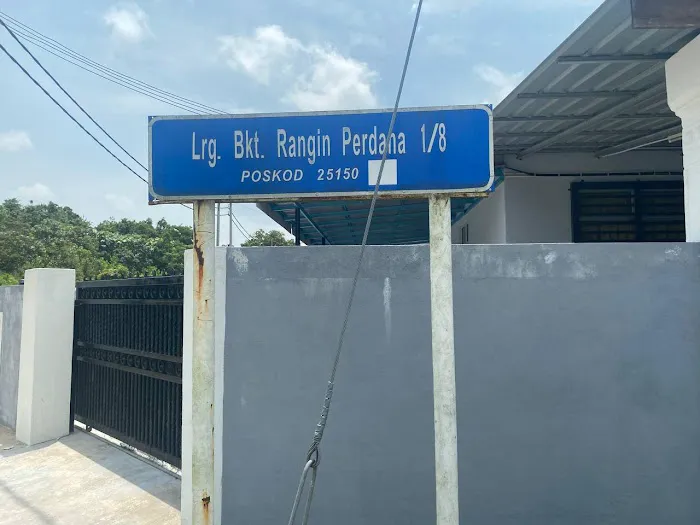 Lrg. Bkt. Rangin Perdana 1/8
POSKOD 25150